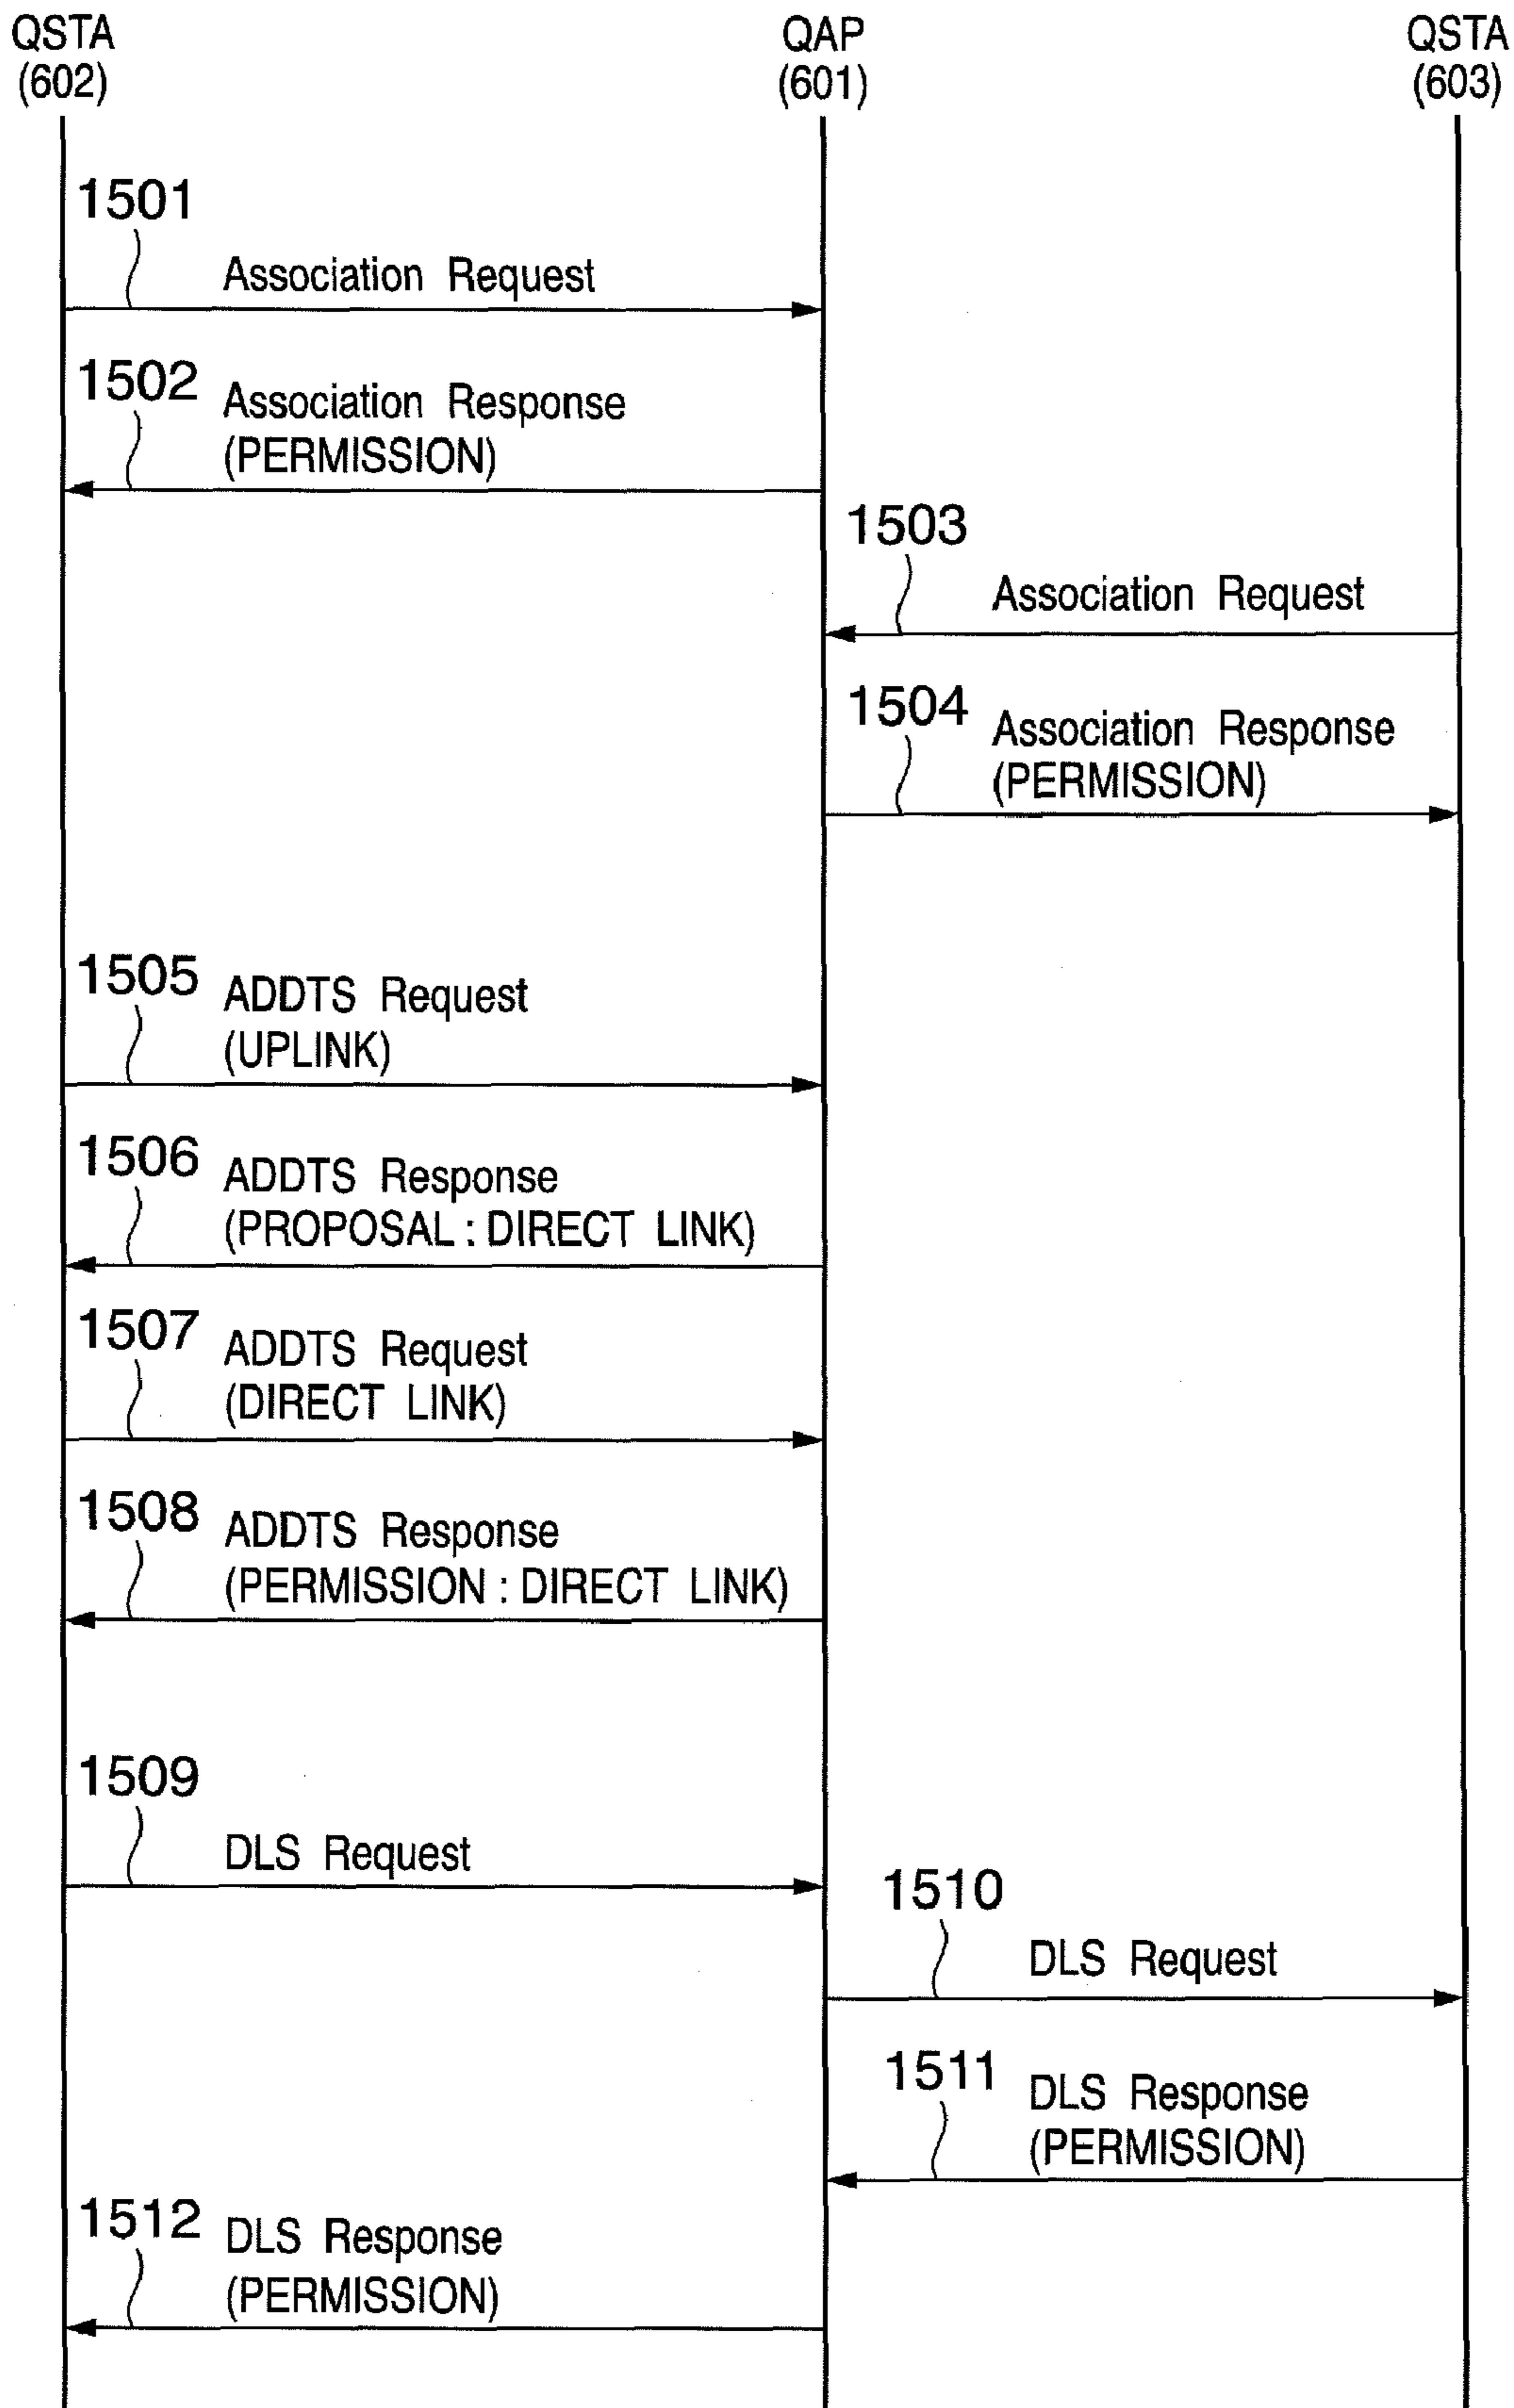 QSTA
(602)
QAP
(601)
QSTA
(603)
1501
Association Request
1502
Association Response
(PERMISSION)
1503
Association Request
1504
Association Response
(PERMISSION)
1505
ADDTS Request
(UPLINK)
1506
ADDTS Response
(PROPOSAL : DIRECT LINK)
1507
ADDTS Request
(DIRECT LINK)
1508
ADDTS Response
(PERMISSION : DIRECT LINK)
1509
DLS Request
1510
DLS Request
1511
DLS Response
(PERMISSION)
1512
DLS Response
(PERMISSION)